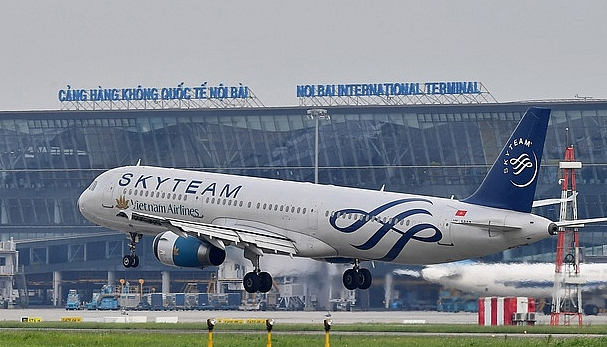 CẢNG HÀNG KHÔNG QUỐC TẾ NỘI BÀI
NOI BAI INTERNATIONAL TERMINAL
SKYTEAM
Vietnam Airlines
SKYTEAM